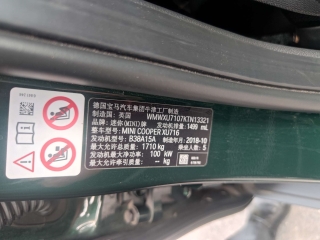 德国宝马汽车集团牛津工厂制造
制造国：英国 WMWXU7107KTN13321
品牌：迷你(MINI)牌 发动机排量：1499 mL
整车型号：MINI COOPER XU716
发动机型号：B38A15A 制造年月：2018-10
最大允许总质量：1710 kg 乘坐人数：5
发动机最大净功率：100 kW
最大允许牵引质量：- kg